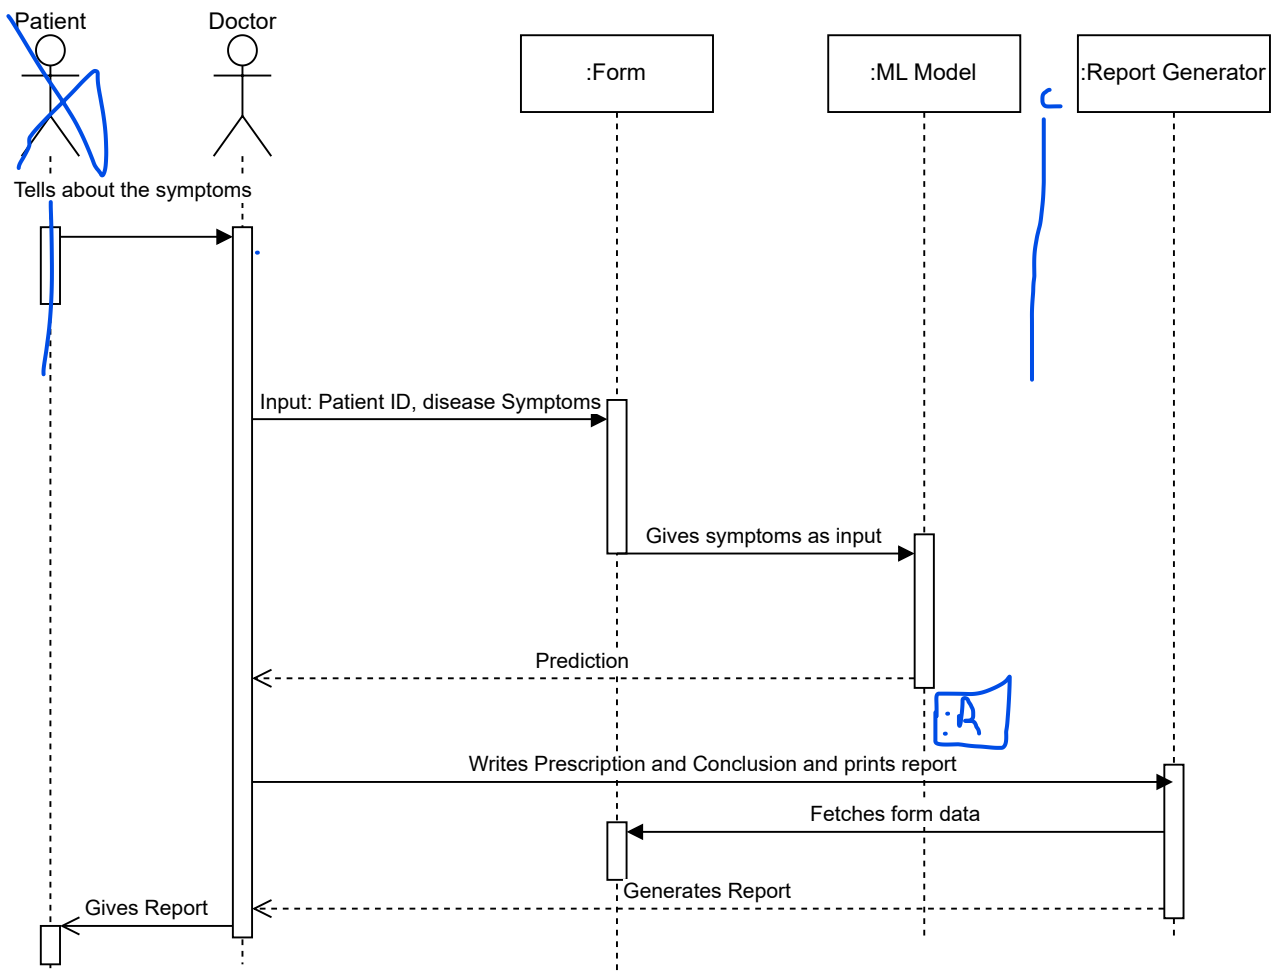 Patient
Doctor
:Form
:ML Model
:Report Generator
Tells about the symptoms
Input: Patient ID, disease Symptoms
Gives symptoms as input
Prediction
:R
Writes Prescription and Conclusion and prints report
Fetches form data
Generates Report
Gives Report